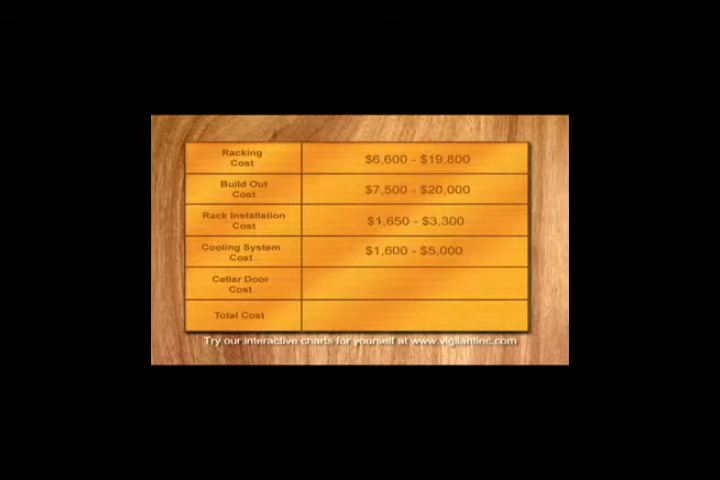 Racking
Cost
$6,600 - $19,800
Build Out
Cost
$7,500 - $20,000
Rack Installation
Cost
$1,650 - $3,300
Cooling System
Cost
$1,600 - $5,000
Cellar Door
Cost
Total Cost
Try our interactive charts for yourself at www.vigilantinc.com